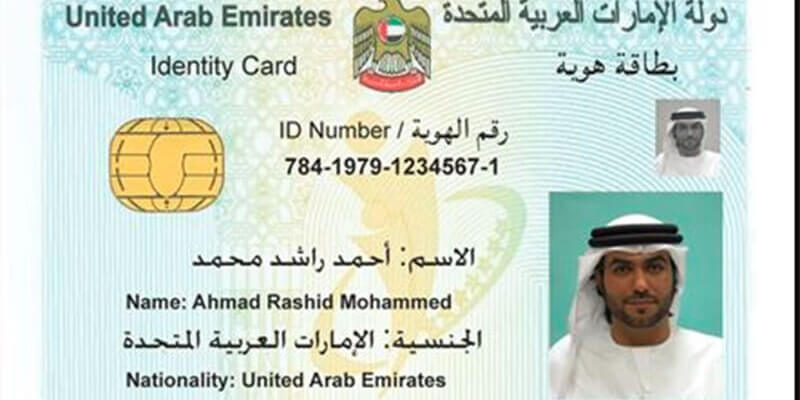 United Arab Emirates دولة الإمارات العربية المتحدة
Identity Card بطاقة هوية
ID Number / رقم الهوية
784-1979-1234567-1
الاسم: أحمد راشد محمد
Name: Ahmad Rashid Mohammed
الجنسية: الإمارات العربية المتحدة
Nationality: United Arab Emirates